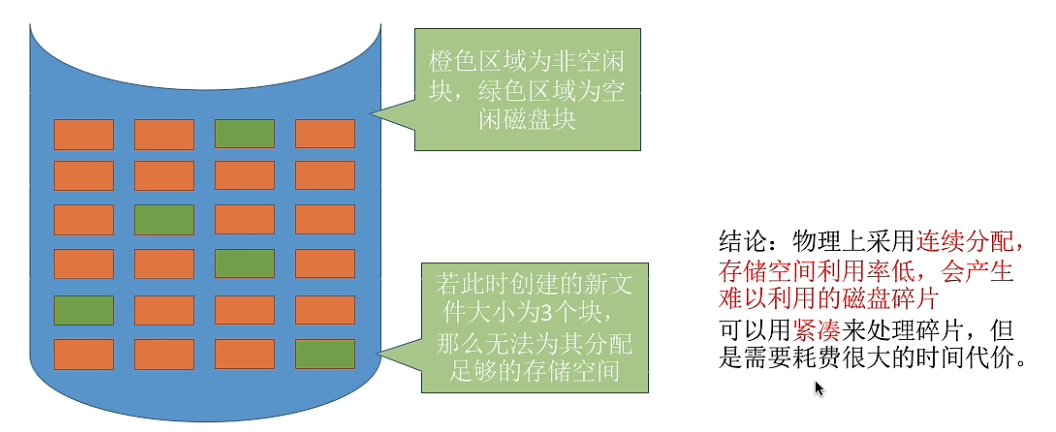 橙色区域为非空闲
块，绿色区域为空
闲磁盘块
若此时创建的新文
件大小为3个块，
那么无法为其分配
足够的存储空间
结论：物理上采用连续分配，
存储空间利用率低，会产生
难以利用的磁盘碎片
可以用紧凑来处理碎片，但
是需要耗费很大的时间代价。